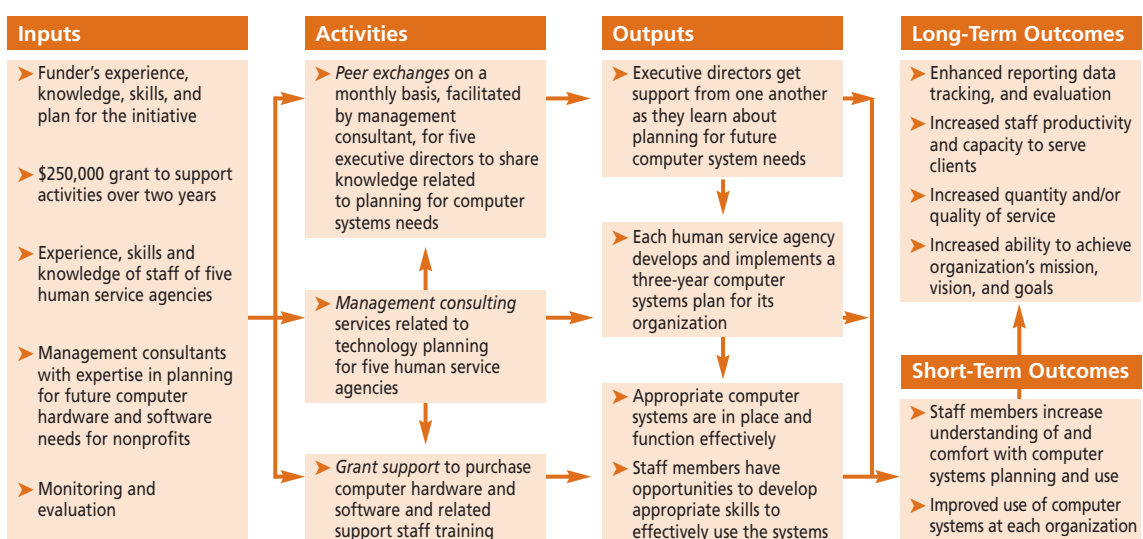 Inputs
➤ Funder's experience,
knowledge, skills, and
plan for the initiative
➤ $250,000 grant to support
activities over two years
➤ Experience, skills and
knowledge of staff of five
human service agencies
➤ Management consultants
with expertise in planning
for future computer
hardware and software
needs for nonprofits
➤ Monitoring and
evaluation
Activities
➤ Peer exchanges on a
monthly basis, facilitated
by management
consultant, for five
executive directors to share
knowledge related
to planning for computer
systems needs
➤ Management consulting
services related to
technology planning
for five human service
agencies
➤ Grant support to purchase
computer hardware and
software and related
support staff training
Outputs
➤ Executive directors get
support from one another
as they learn about
planning for future
computer system needs
➤ Each human service agency
develops and implements a
three-year computer
systems plan for its
organization
➤ Appropriate computer
systems are in place and
function effectively
➤ Staff members have
opportunities to develop
appropriate skills to
effectively use the systems
Long-Term Outcomes
➤ Enhanced reporting data
tracking, and evaluation
➤ Increased staff productivity
and capacity to serve
clients
➤ Increased quantity and/or
quality of service
➤ Increased ability to achieve
organization's mission,
vision, and goals
Short-Term Outcomes
➤ Staff members increase
understanding of and
comfort with computer
systems planning and use
➤ Improved use of computer
systems at each organization